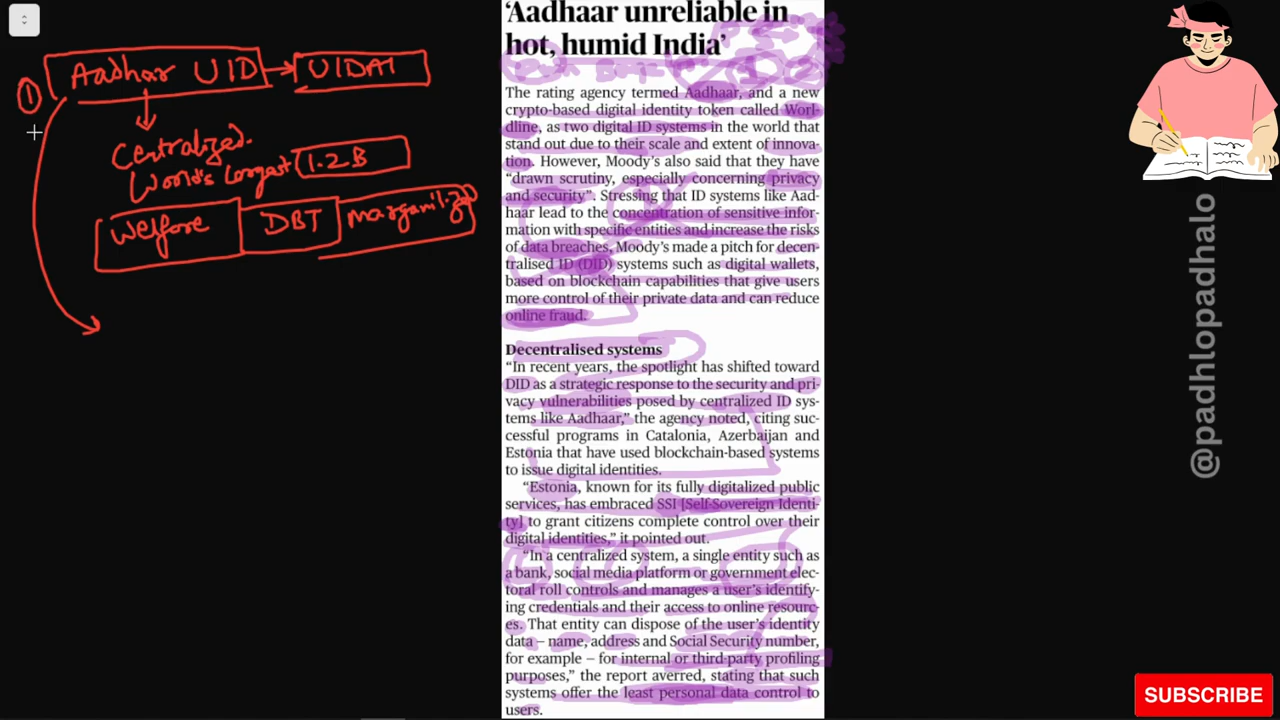 ① Aadhar UID → UIDAI
Centralized.
World's Largest 1.2B
Welfare DBT
‘Aadhaar unreliable in
hot, humid India’
The rating agency termed Aadhaar, and a new
crypto-based digital identity token called Worl-
dline, as two digital ID systems in the world that
stand out due to their scale and extent of innova-
tion. However, Moody’s also said that they have
“drawn scrutiny, especially concerning privacy
and security”. Stressing that ID systems like Aad-
haar lead to the concentration of sensitive infor-
mation with specific entities and increase the risks
of data breaches, Moody’s made a pitch for decen-
tralised ID (DID) systems such as digital wallets,
based on blockchain capabilities that give users
more control of their private data and can reduce
online fraud.
Decentralised systems
“In recent years, the spotlight has shifted toward
DID as a strategic response to the security and pri-
vacy vulnerabilities posed by centralized ID sys-
tems like Aadhaar,” the agency noted, citing suc-
cessful programs in Catalonia, Azerbaijan and
Estonia that have used blockchain-based systems
to issue digital identities.
“Estonia, known for its fully digitalized public
services, has embraced SSI [Self-Sovereign Identi-
ty] to grant citizens complete control over their
digital identities,” it pointed out.
“In a centralized system, a single entity such as
a bank, social media platform or government elec-
toral roll controls and manages a user’s identify-
ing credentials and their access to online resourc-
es. That entity can dispose of the user’s identity
data – name, address and Social Security number,
for example – for internal or third-party profiling
purposes,” the report averred, stating that such
systems offer the least personal data control to
users.
@padhlopadhalo
SUBSCRIBE